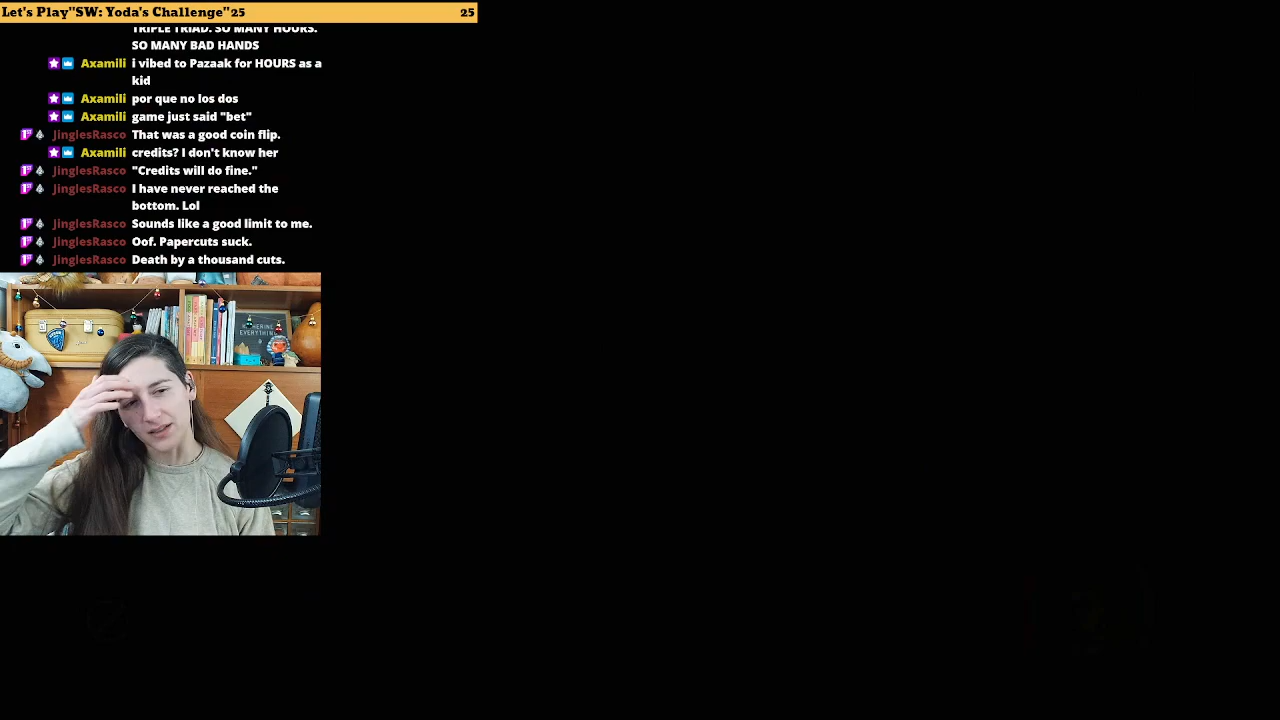 Let's Play"SW: Yoda's Challenge"25 25
TRIPLE TRIAD. SO MANY HOURS.
SO MANY BAD HANDS
Axamili i vibed to Pazaak for HOURS as a
kid
Axamili por que no los dos
Axamili game just said "bet"
JinglesRasco That was a good coin flip.
Axamili credits? I don't know her
JinglesRasco "Credits will do fine."
JinglesRasco I have never reached the
bottom. Lol
JinglesRasco Sounds like a good limit to me.
JinglesRasco Oof. Papercuts suck.
JinglesRasco Death by a thousand cuts.
EVERYTHING